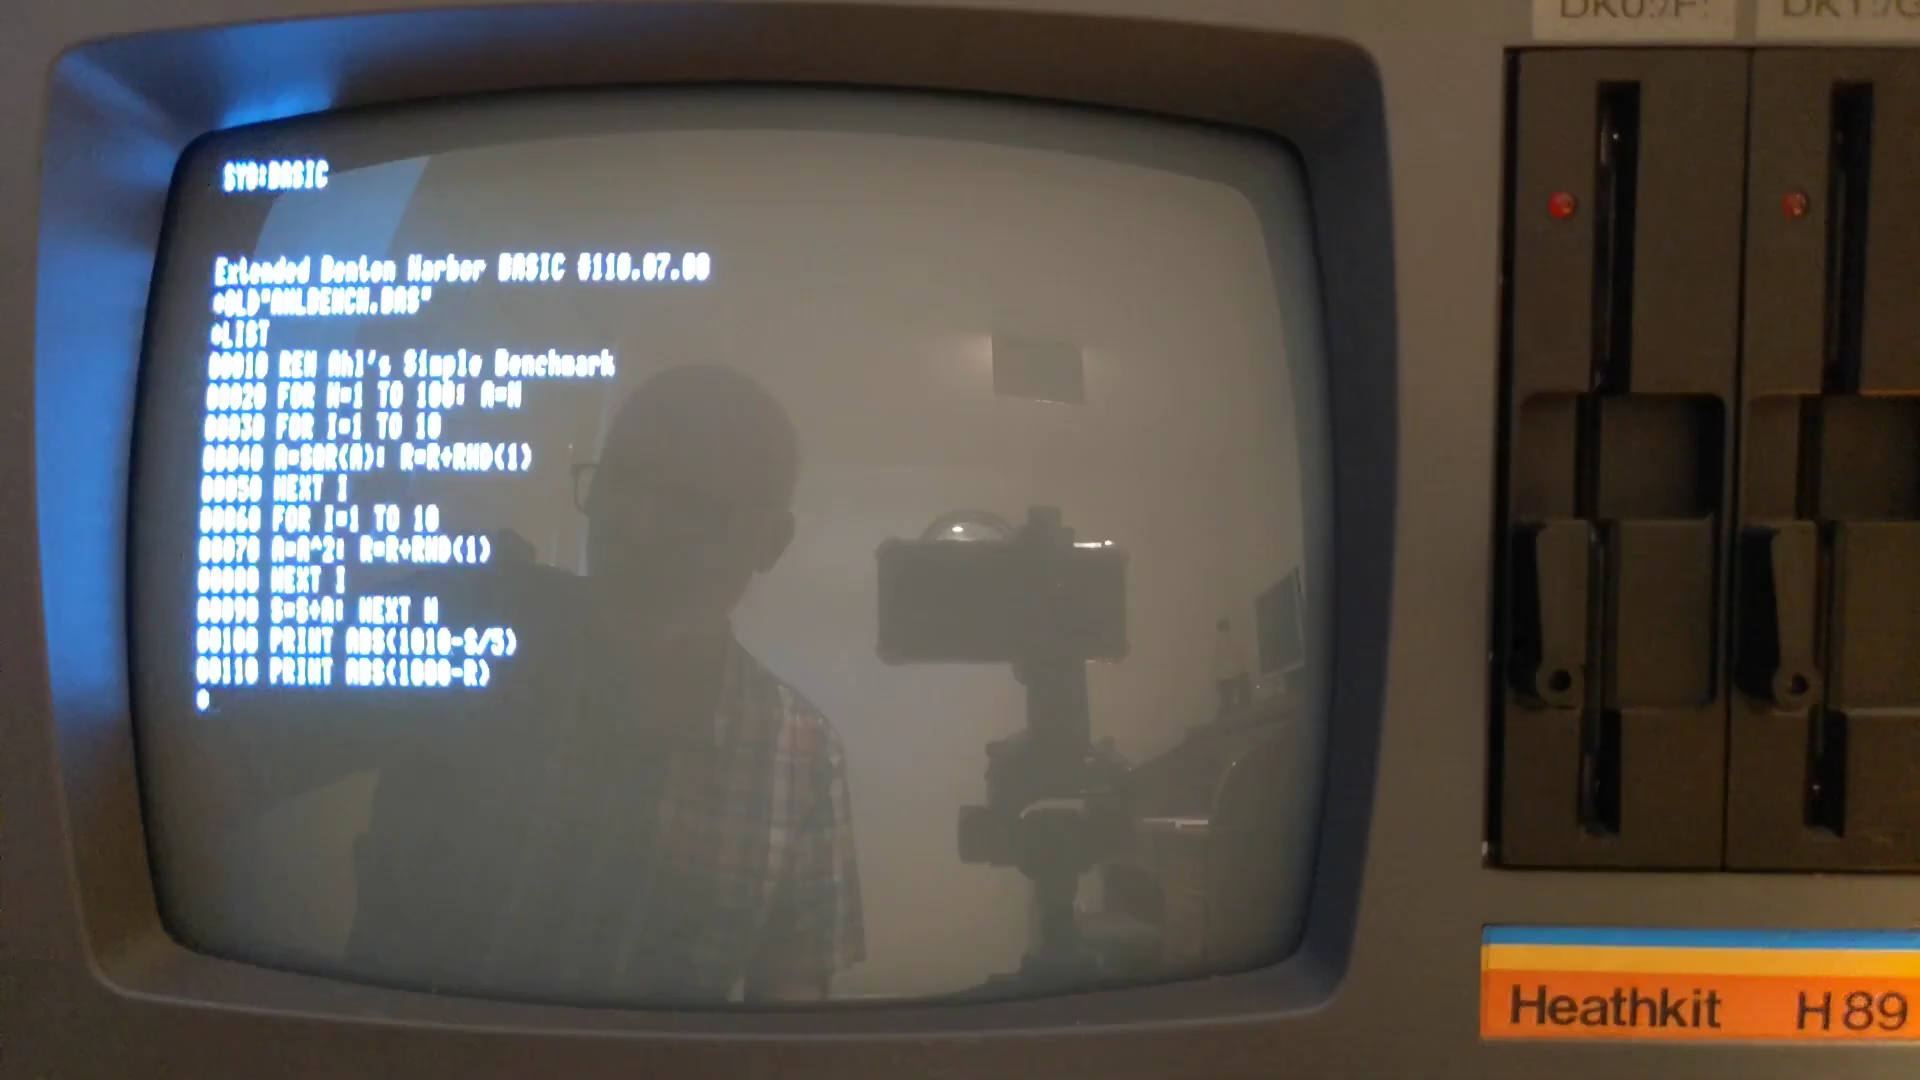 DK0:/F:
DK1:/G
SY0:BASIC
Extended Benton Harbor BASIC #110.07.00
*OLD"AHLBENCH.BAS"
*LIST
00010 REM Ahl's Simple Benchmark
00020 FOR N=1 TO 100: A=N
00030 FOR I=1 TO 10
00040 A=SQR(A): R=R+RND(1)
00050 NEXT I
00060 FOR I=1 TO 10
00070 A=A^2: R=R+RND(1)
00080 NEXT I
00090 S=S+A: NEXT N
00100 PRINT ABS(1010-S/5)
00110 PRINT ABS(1000-R)
*
Heathkit H89